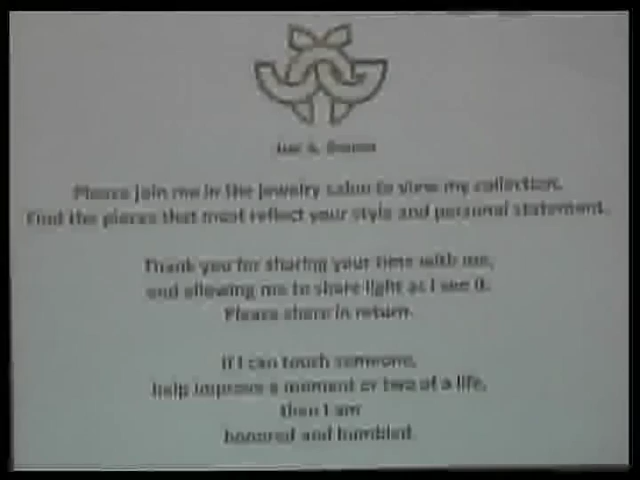 Please join me in the jewelry salon to view my collection.
Find the pieces that most reflect your style and personal statement.
Thank you for sharing your time with me,
and allowing me to share light as I see it.
Please share in return.
If I can touch someone,
help improve a moment or two of a life,
then I am
honored and humbled.